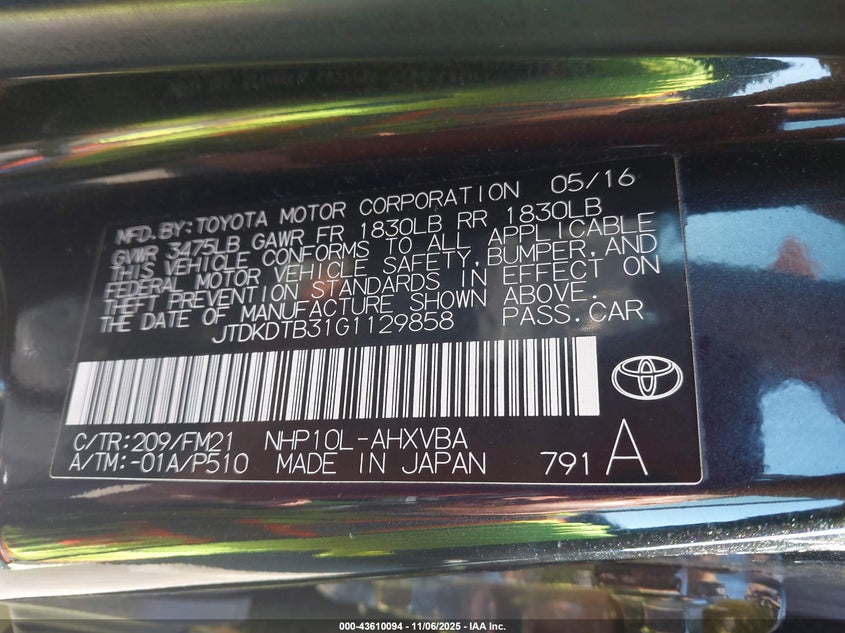 MFD.BY:TOYOTA MOTOR CORPORATION 05/16
GVWR 3475LB GAWR FR 1830LB RR 1830LB
THIS VEHICLE CONFORMS TO ALL APPLICABLE
FEDERAL MOTOR VEHICLE SAFETY,BUMPER,AND
THEFT PREVENTION STANDARDS IN EFFECT ON
THE DATE OF MANUFACTURE SHOWN ABOVE.
JTDKDTB31G1129858 PASS.CAR
C/TR:209/FM21 NHP10L-AHXVBA
A/TM:-01A/P510 MADE IN JAPAN 791 A
000-43610094 - 11/06/2025 - IAA Inc.